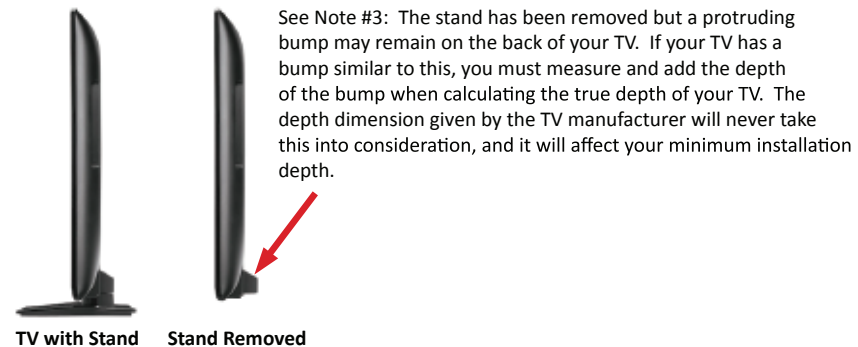 See Note #3:  The stand has been removed but a protruding
bump may remain on the back of your TV.  If your TV has a
bump similar to this, you must measure and add the depth
of the bump when calculating the true depth of your TV.  The
depth dimension given by the TV manufacturer will never take
this into consideration, and it will affect your minimum installation
depth.
TV with Stand
Stand Removed